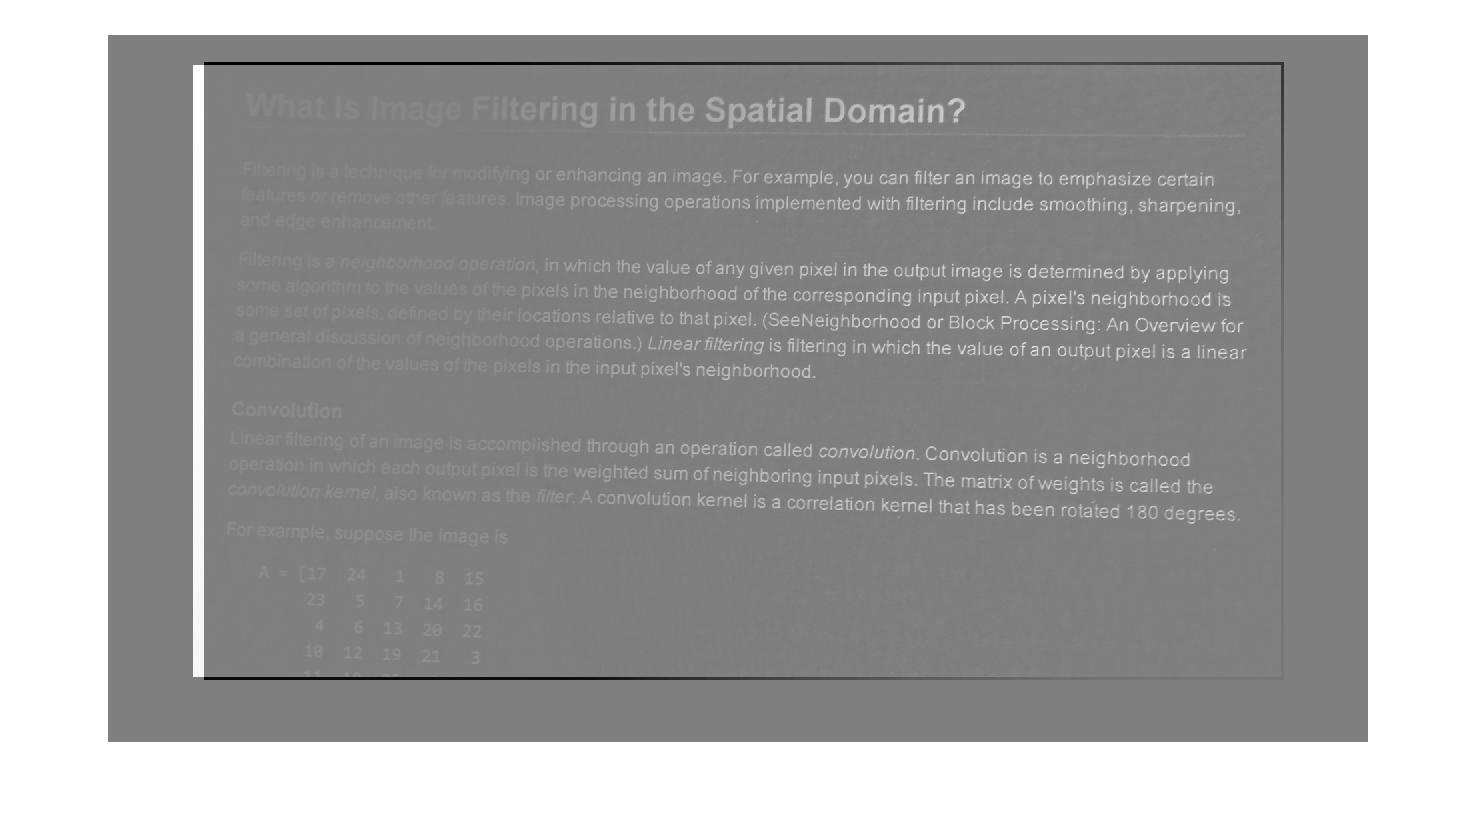 What Is Image Filtering in the Spatial Domain?
Filtering is a technique for modifying or enhancing an image. For example, you can filter an image to emphasize certain
features or remove other features. Image processing operations implemented with filtering include smoothing, sharpening,
and edge enhancement.
Filtering is a neighborhood operation, in which the value of any given pixel in the output image is determined by applying
some algorithm to the values of the pixels in the neighborhood of the corresponding input pixel. A pixel's neighborhood is
some set of pixels, defined by their locations relative to that pixel. (SeeNeighborhood or Block Processing: An Overview for
a general discussion of neighborhood operations.) Linear filtering is filtering in which the value of an output pixel is a linear
combination of the values of the pixels in the input pixel's neighborhood.
Convolution
Linear filtering of an image is accomplished through an operation called convolution. Convolution is a neighborhood
operation in which each output pixel is the weighted sum of neighboring input pixels. The matrix of weights is called the
convolution kernel, also known as the filter. A convolution kernel is a correlation kernel that has been rotated 180 degrees.
For example, suppose the image is
A = [17 24 1 8 15
23 5 7 14 16
4 6 13 20 22
10 12 19 21 3